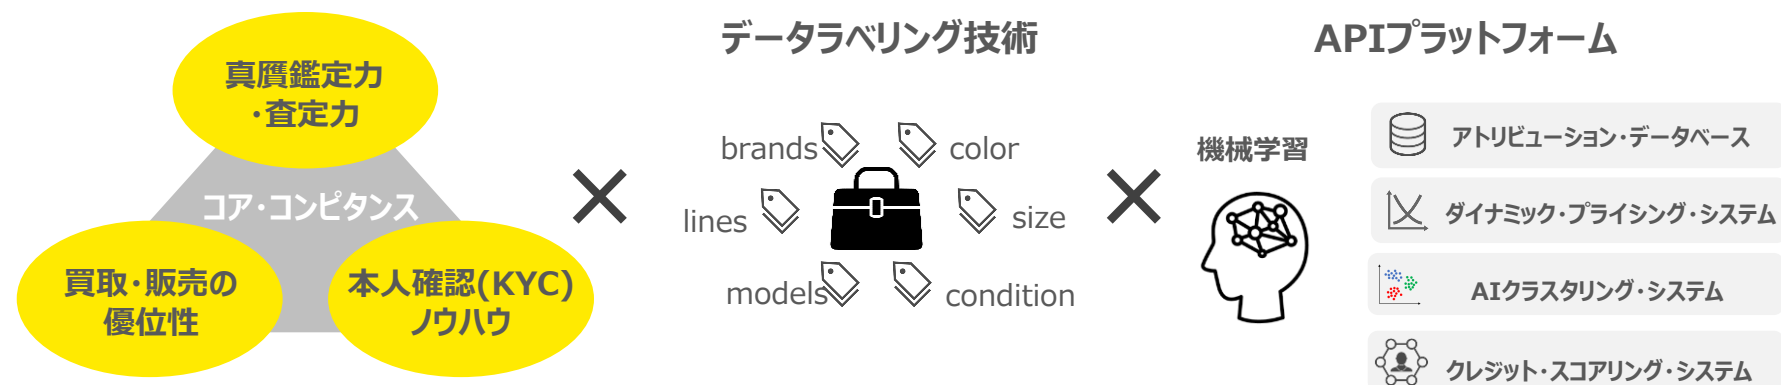 真贋鑑定力
・査定力
コア・コンピタンス
買取・販売の
優位性
本人確認(KYC)
ノウハウ
データラベリング技術
brands
color
lines
size
models
condition
APIプラットフォーム
機械学習
アトリビューション・データベース
ダイナミック・プライシング・システム
AIクラスタリング・システム
クレジット・スコアリング・システム